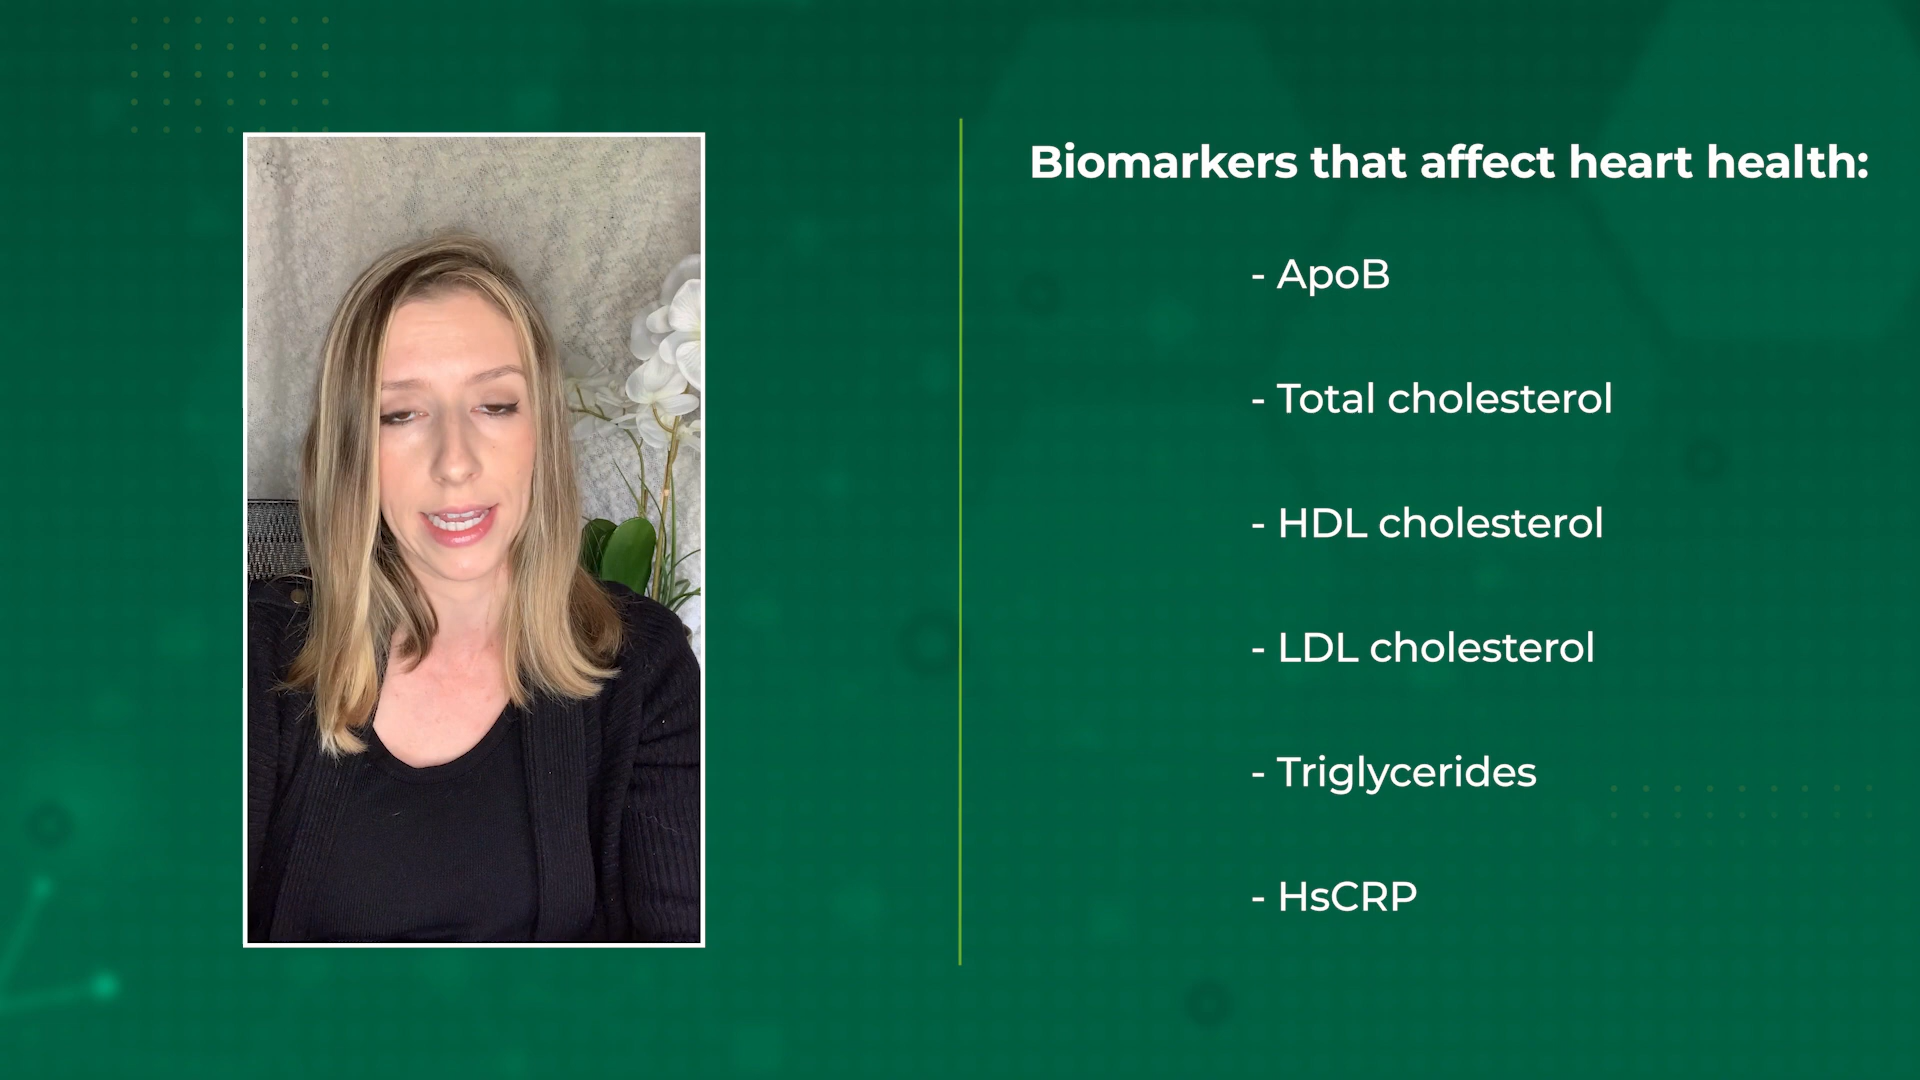 Biomarkers that affect heart health:
- ApoB
- Total cholesterol
- HDL cholesterol
- LDL cholesterol
- Triglycerides
- HsCRP